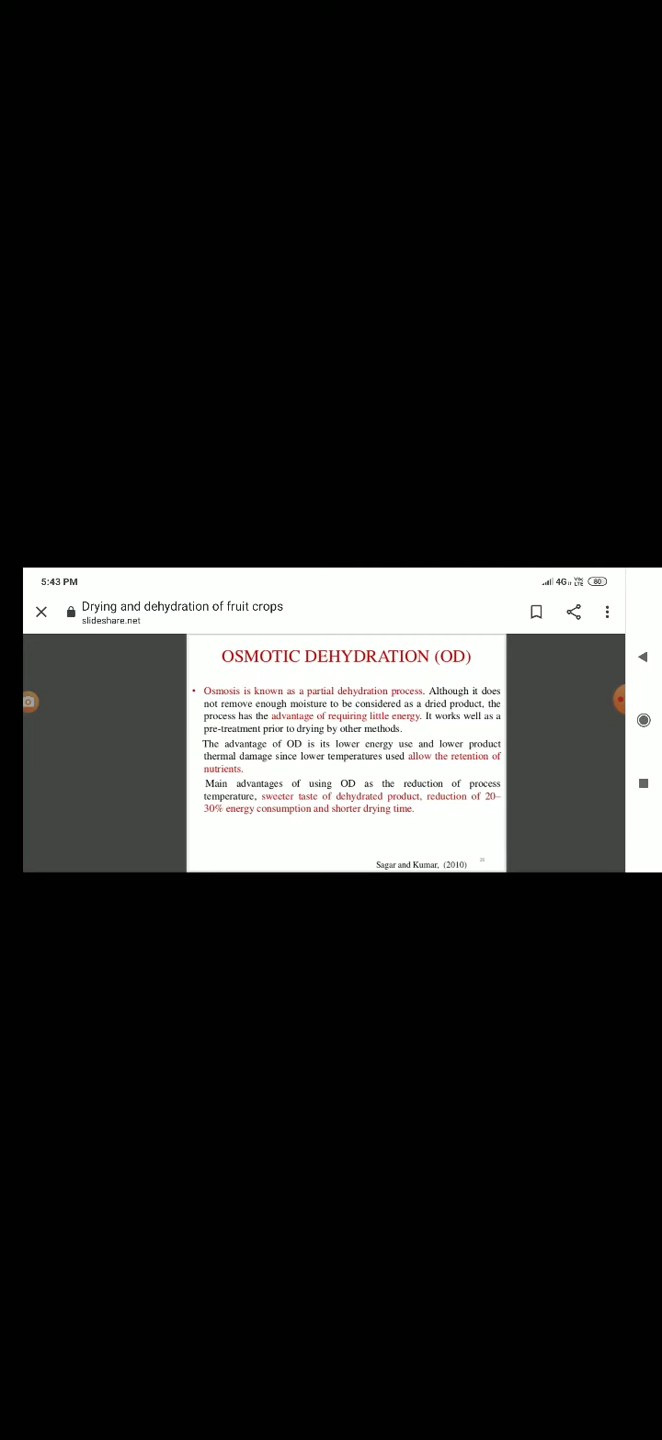 5:43 PM
4G
80
Drying and dehydration of fruit crops
slideshare.net
OSMOTIC DEHYDRATION (OD)
• Osmosis is known as a partial dehydration process. Although it does
not remove enough moisture to be considered as a dried product, the
process has the advantage of requiring little energy. It works well as a
pre-treatment prior to drying by other methods.
The advantage of OD is its lower energy use and lower product
thermal damage since lower temperatures used allow the retention of
nutrients.
Main advantages of using OD as the reduction of process
temperature, sweeter taste of dehydrated product, reduction of 20–
30% energy consumption and shorter drying time.
Sagar and Kumar, (2010)